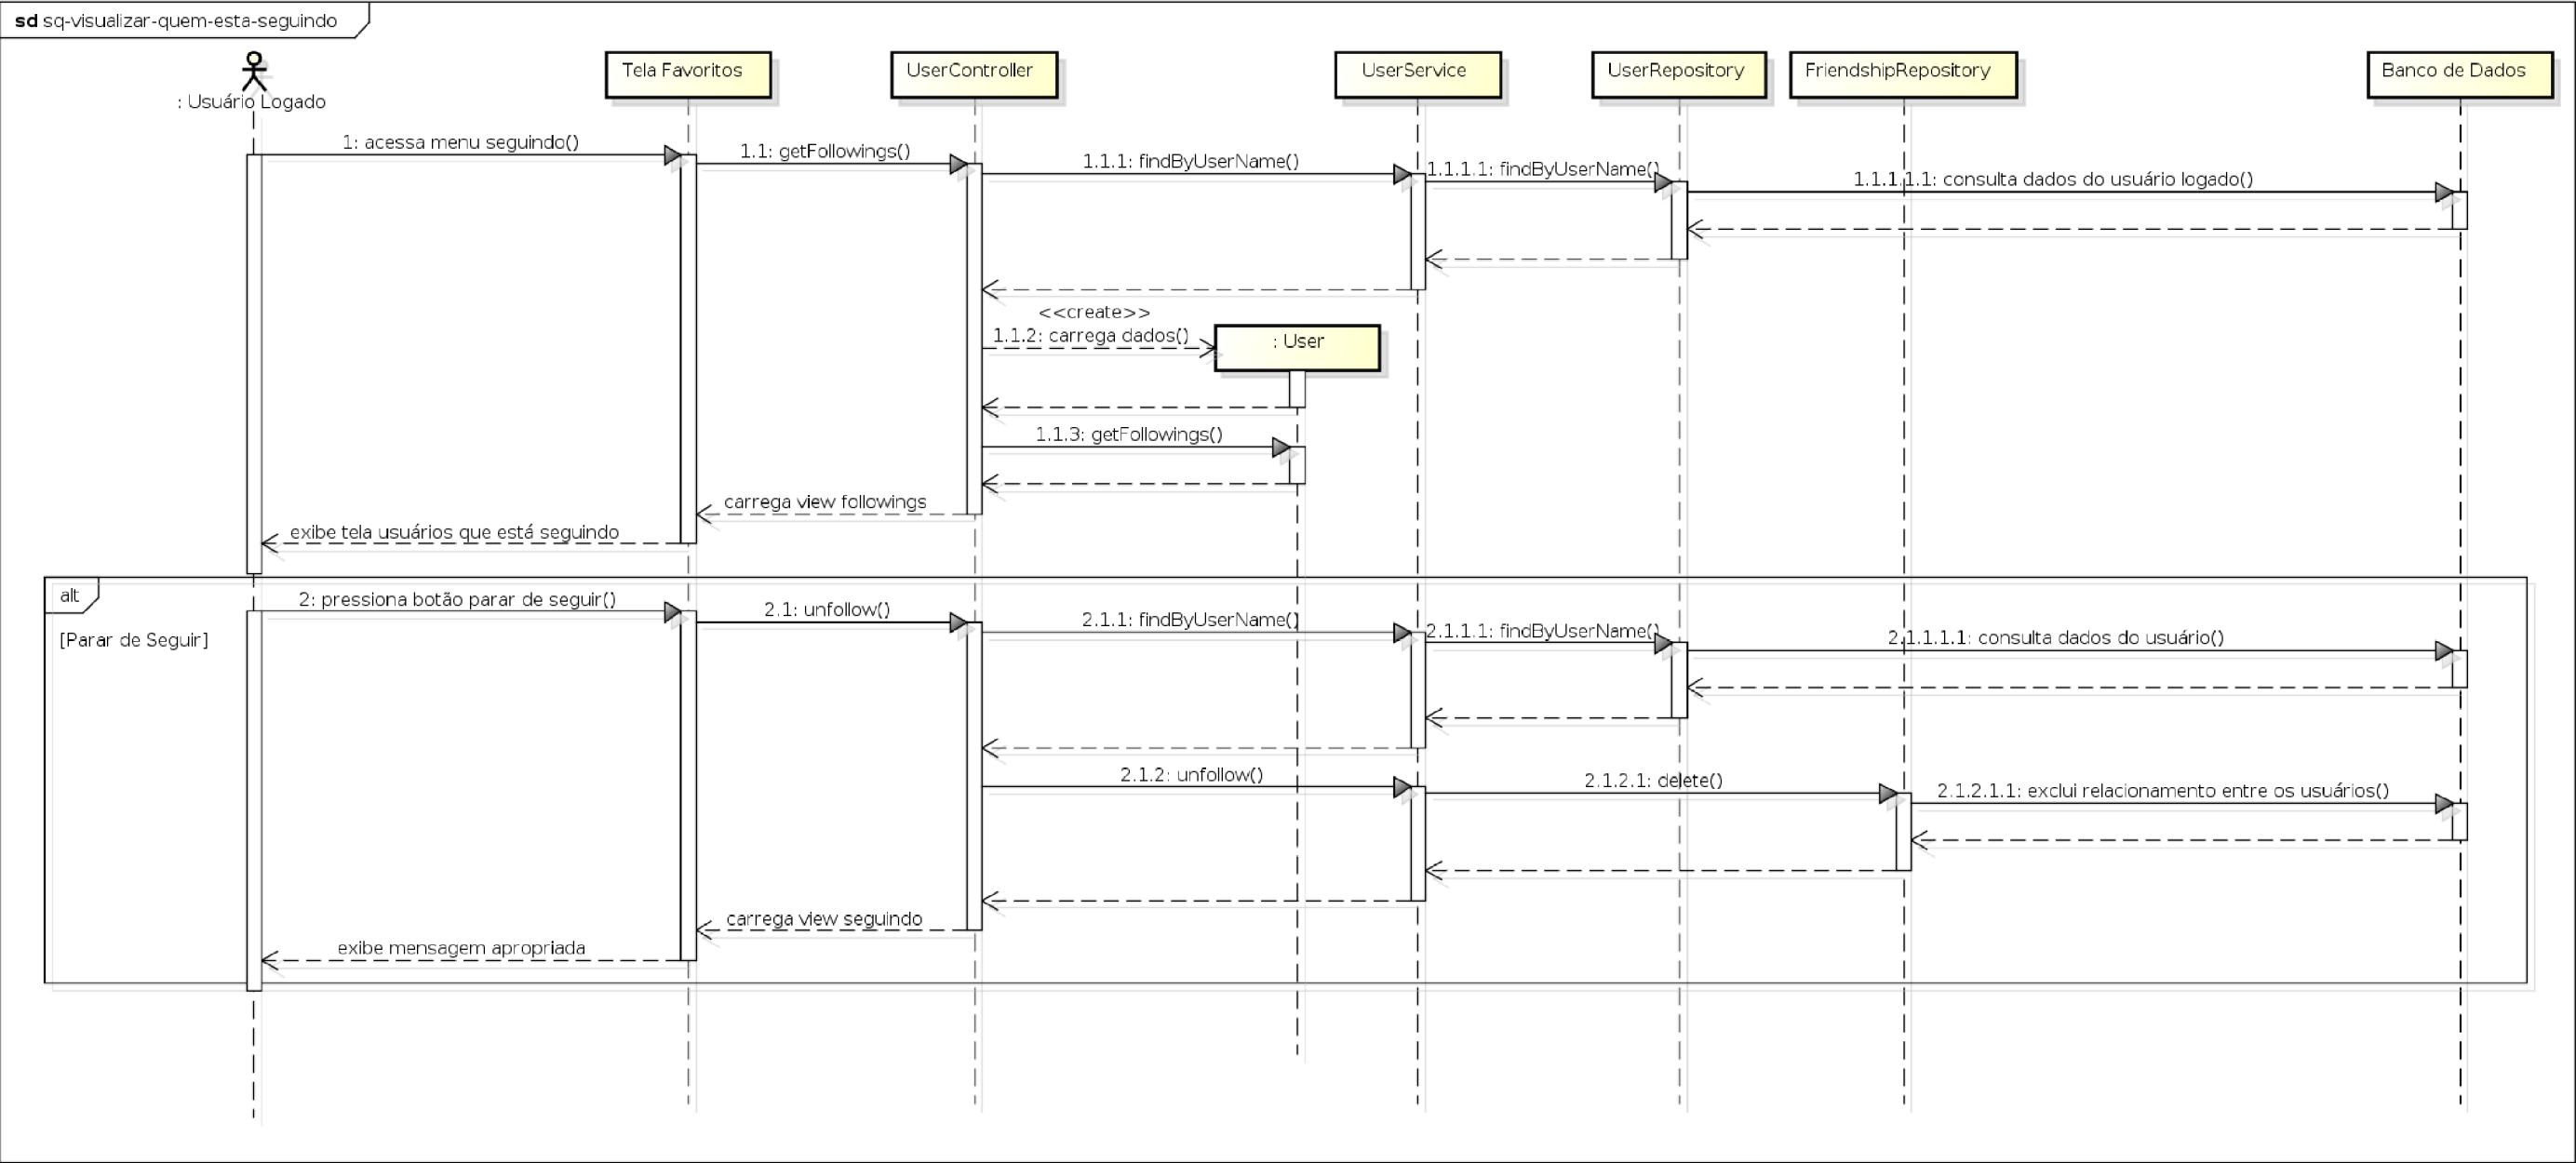 sd sq-visualizar-quem-esta-seguindo
: Usuário Logado
Tela Favoritos
UserController
UserService
UserRepository
FriendshipRepository
Banco de Dados
1: acessa menu seguindo()
1.1: getFollowings()
1.1.1: findByUserName()
1.1.1.1: findByUserName()
1.1.1.1.1: consulta dados do usuário logado()
<<create>>
1.1.2: carrega dados()
: User
1.1.3: getFollowings()
carrega view followings
exibe tela usuários que está seguindo
alt
[Parar de Seguir]
2: pressiona botão parar de seguir()
2.1: unfollow()
2.1.1: findByUserName()
2.1.1.1: findByUserName()
2.1.1.1.1: consulta dados do usuário()
2.1.2: unfollow()
2.1.2.1: delete()
2.1.2.1.1: exclui relacionamento entre os usuários()
carrega view seguindo
exibe mensagem apropriada